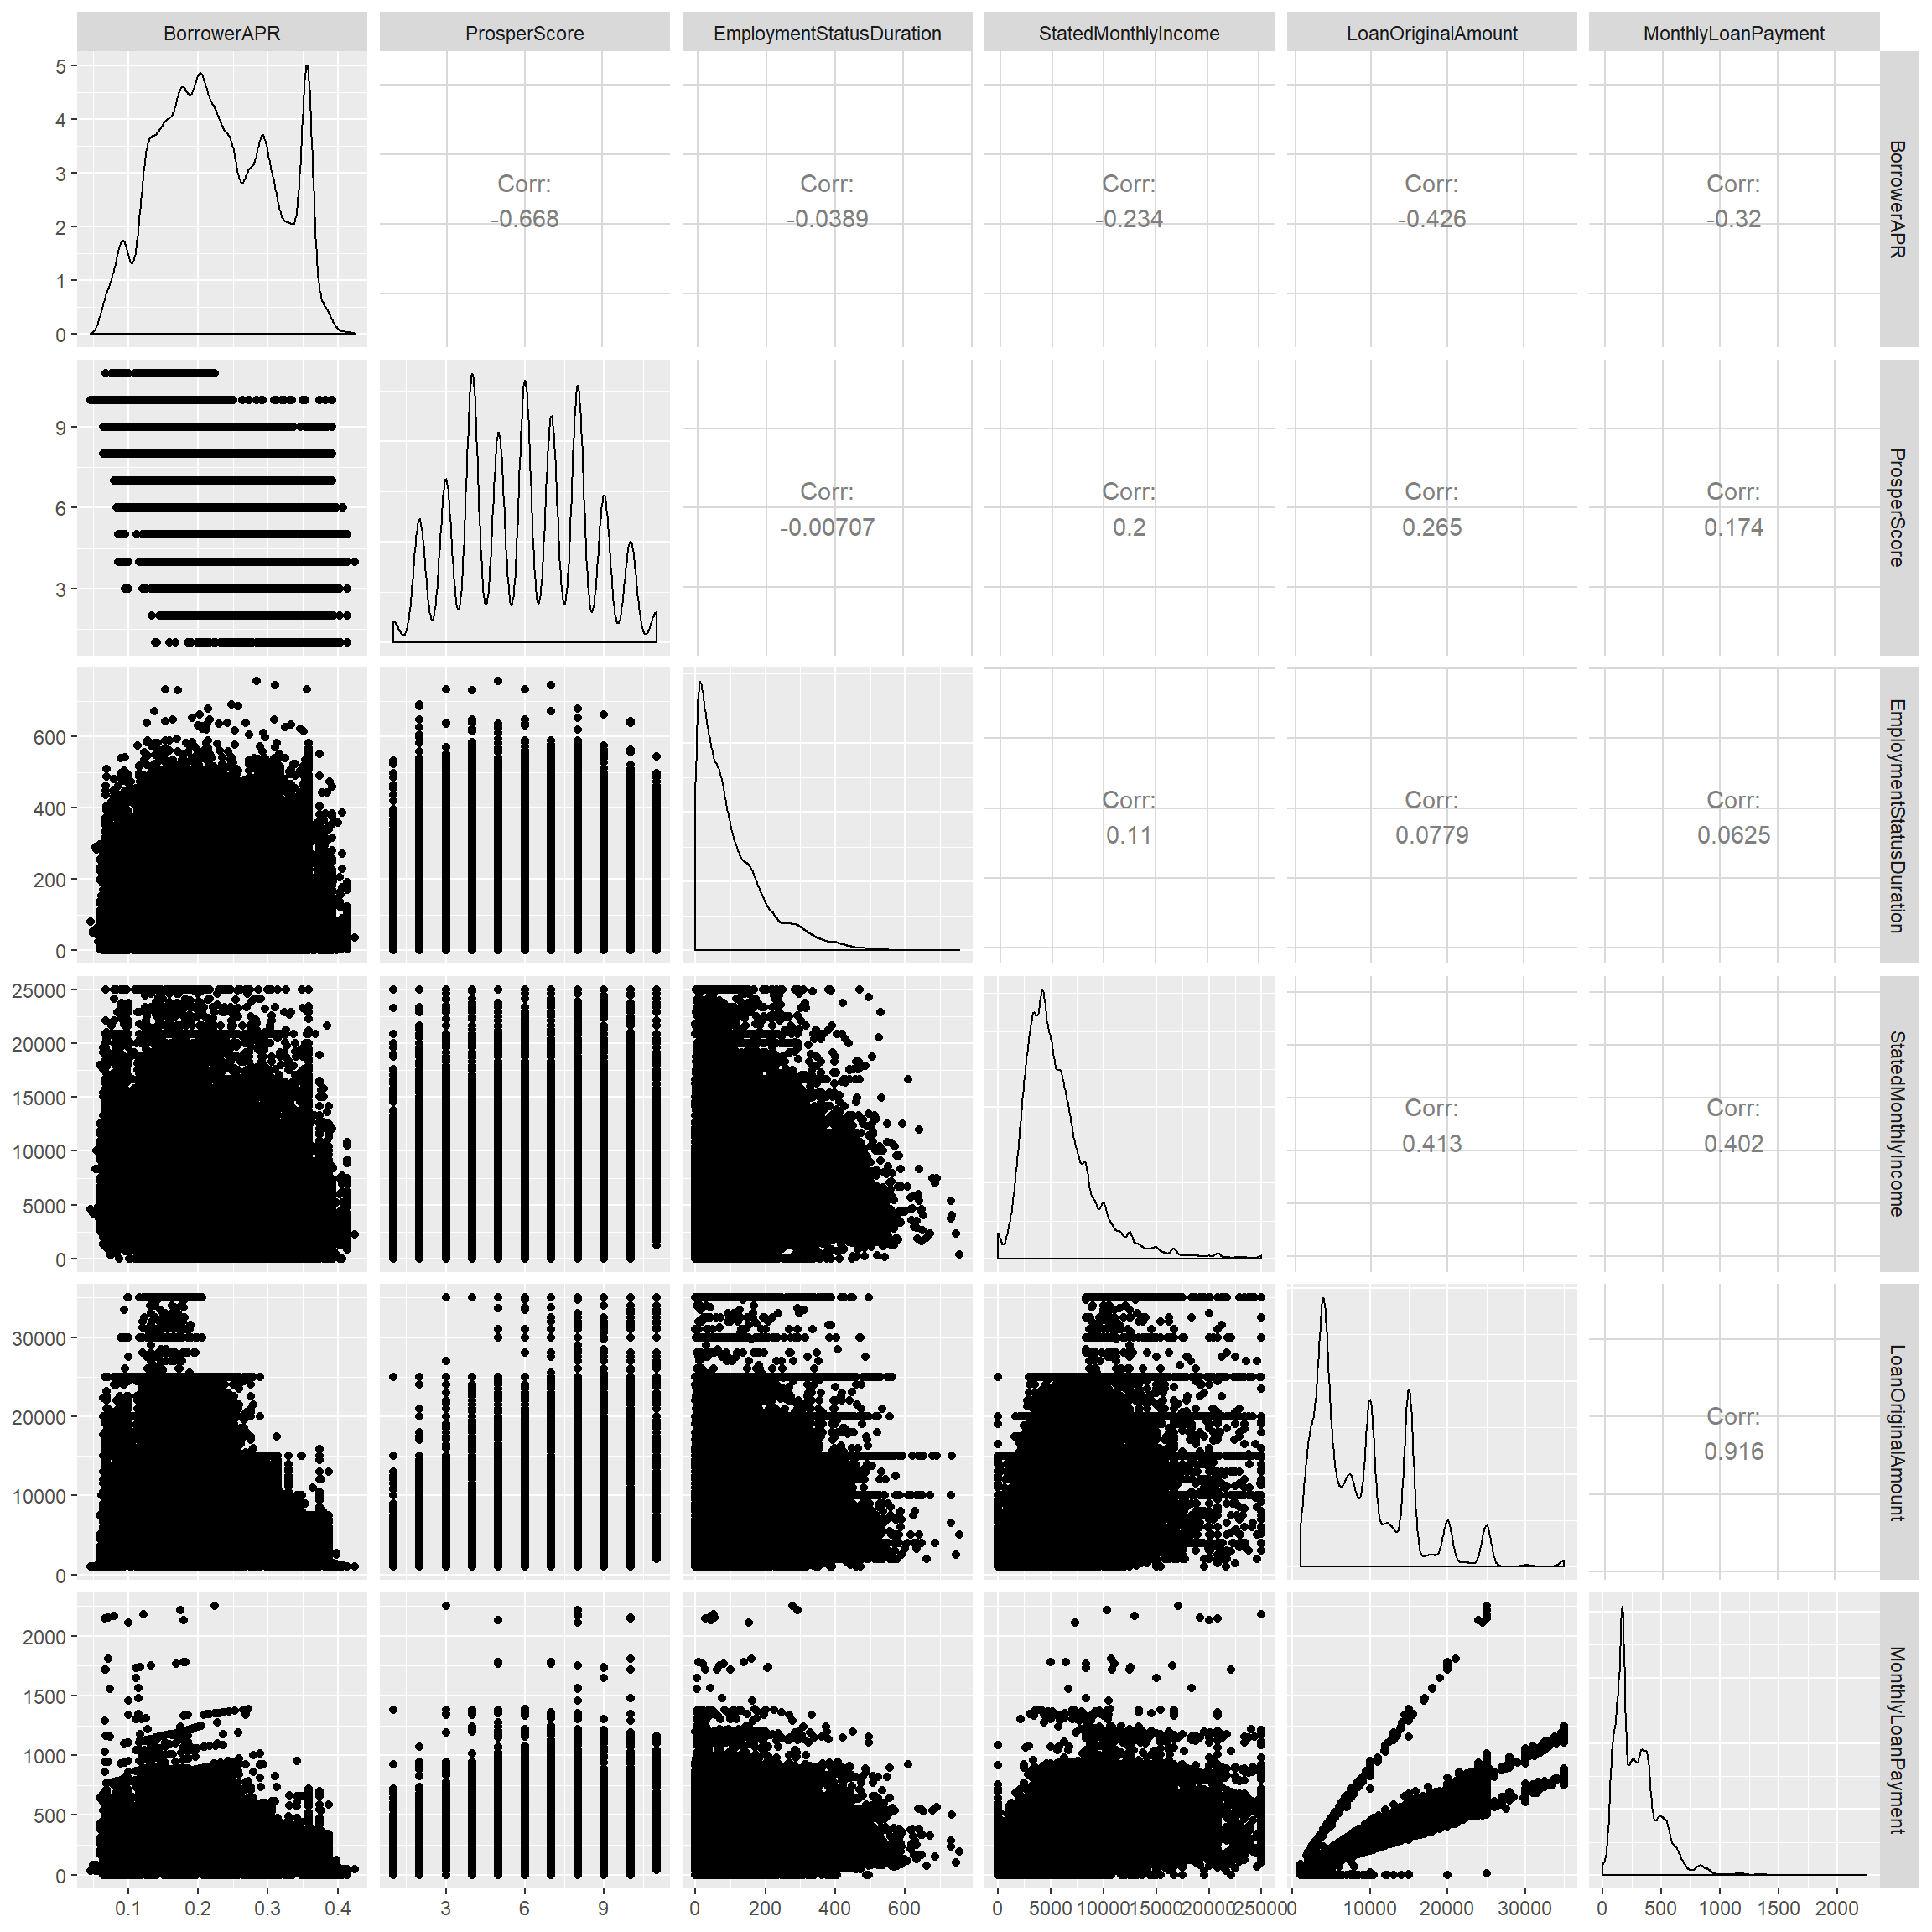 BorrowerAPR ProsperScore EmploymentStatusDuration StatedMonthlyIncome LoanOriginalAmount MonthlyLoanPayment
5
4
3
2
1
0
Corr:
-0.668
Corr:
-0.0389
Corr:
-0.234
Corr:
-0.426
Corr:
-0.32
BorrowerAPR
9
6
3
Corr:
-0.00707
Corr:
0.2
Corr:
0.265
Corr:
0.174
ProsperScore
600
400
200
0
Corr:
0.11
Corr:
0.0779
Corr:
0.0625
EmploymentStatusDuration
25000
20000
15000
10000
5000
0
Corr:
0.413
Corr:
0.402
StatedMonthlyIncome
30000
20000
10000
0
Corr:
0.916
LoanOriginalAmount
2000
1500
1000
500
0
MonthlyLoanPayment
0.1 0.2 0.3 0.4 3 6 9 0 200 400 600 0 5000 10000 15000 20000 25000 0 10000 20000 30000 0 500 1000 1500 2000